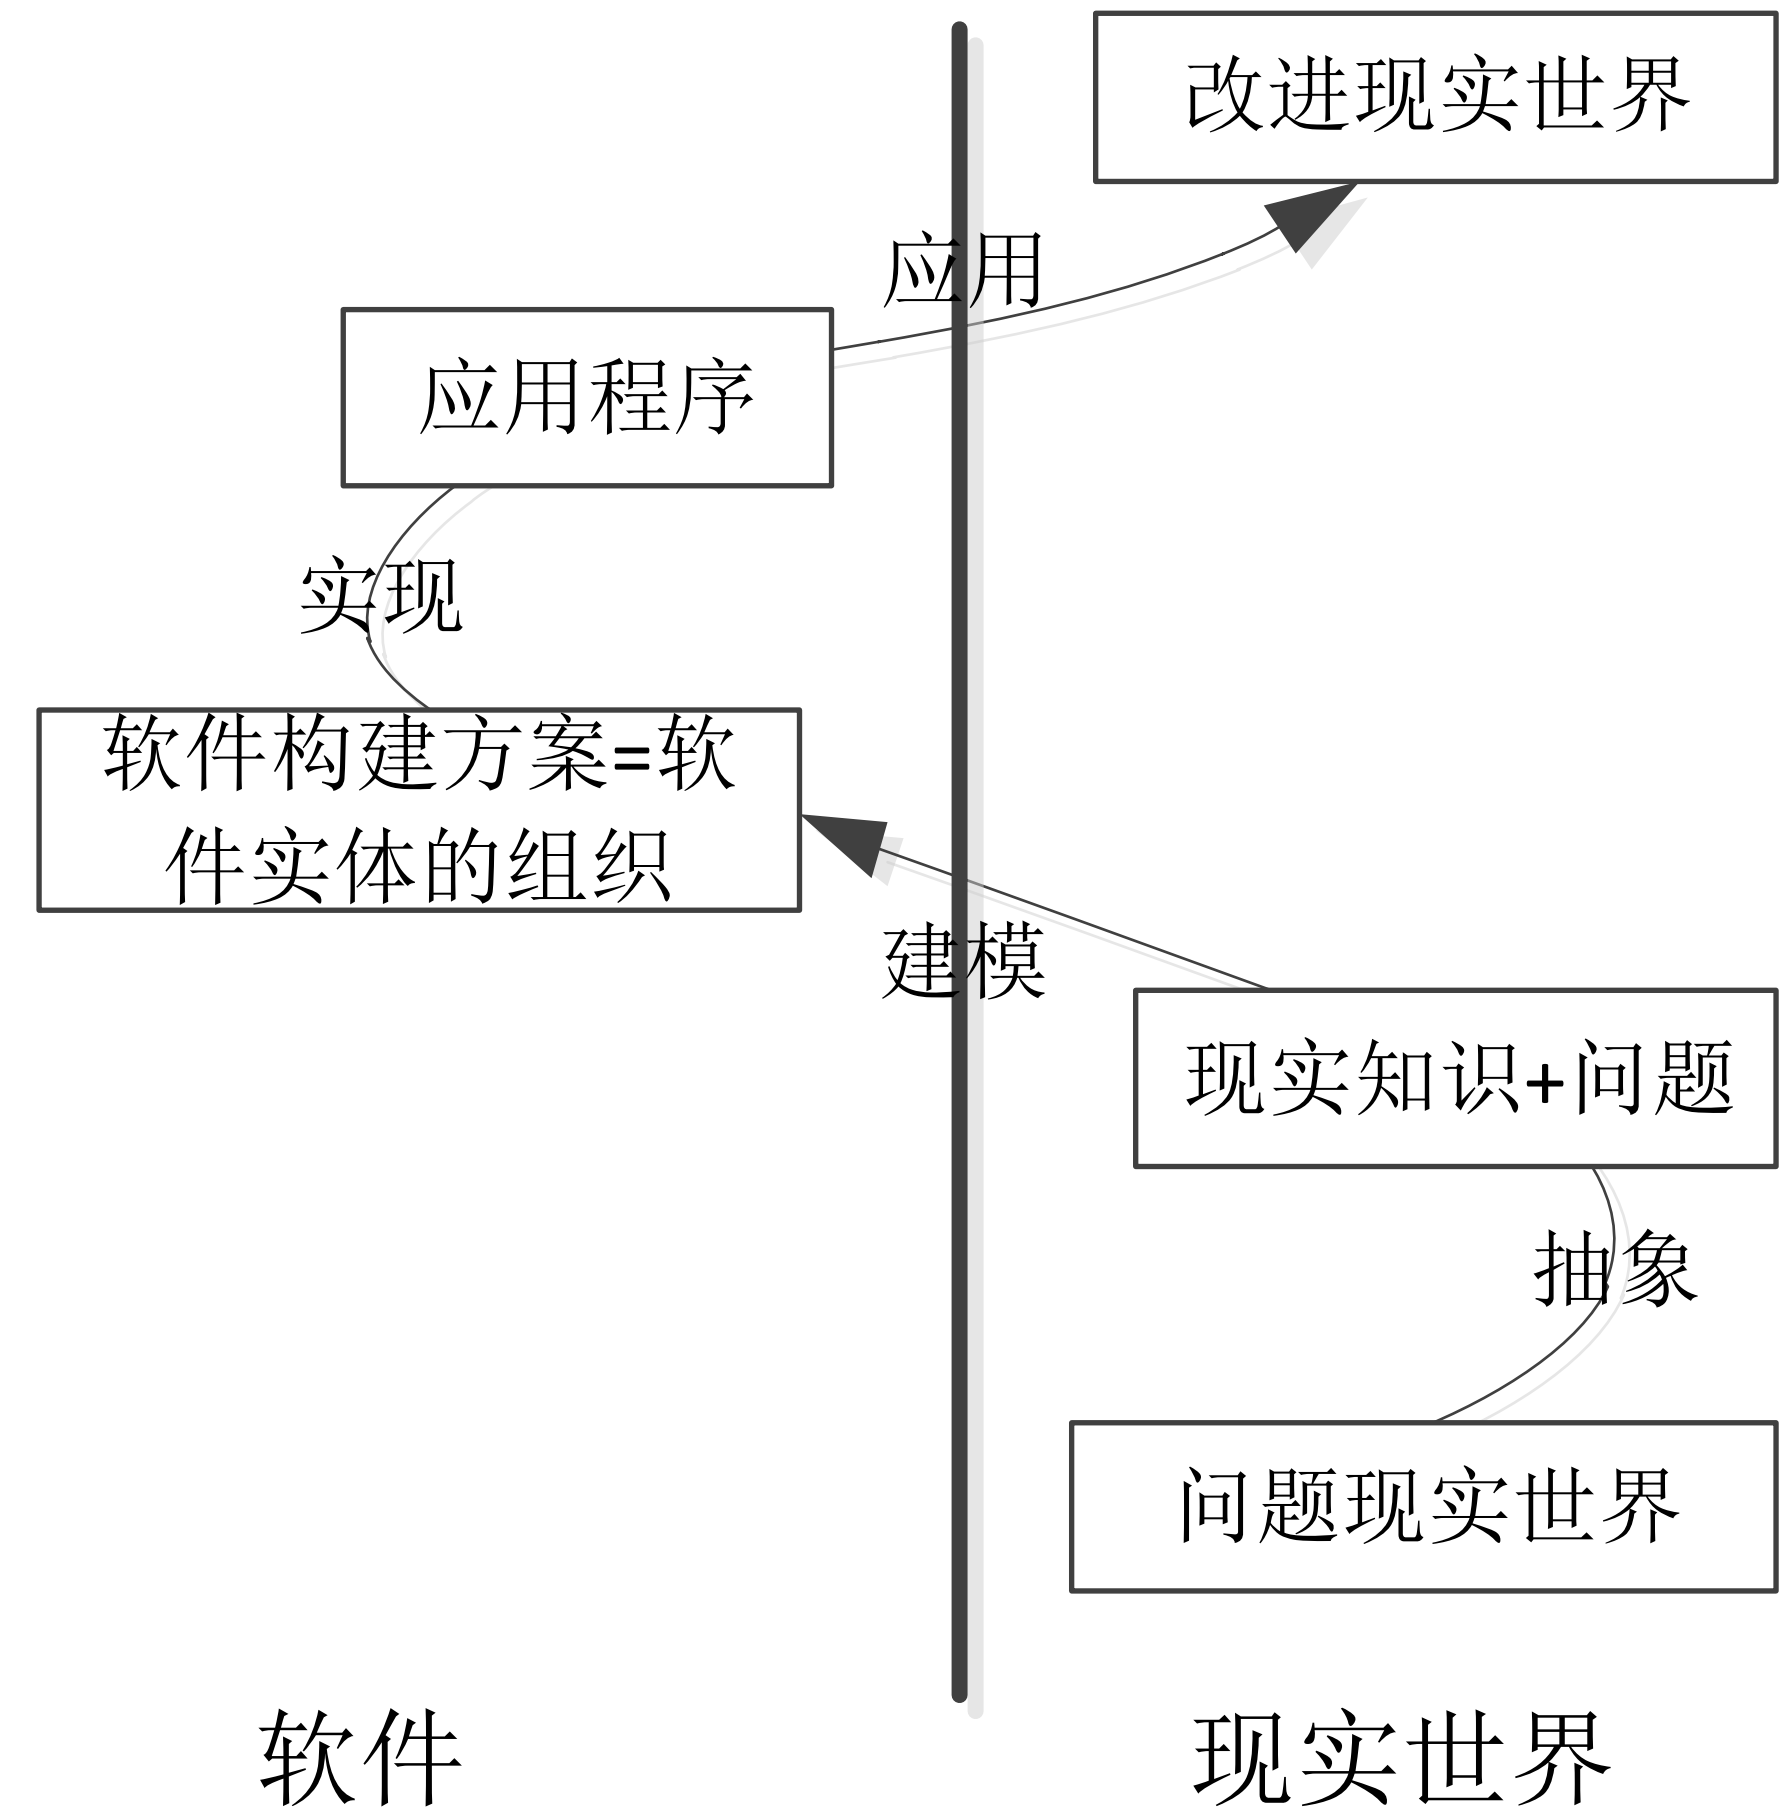 改进现实世界
应用
应用程序
实现
软件构建方案=软
件实体的组织
建模
现实知识+问题
抽象
问题现实世界
软件
现实世界